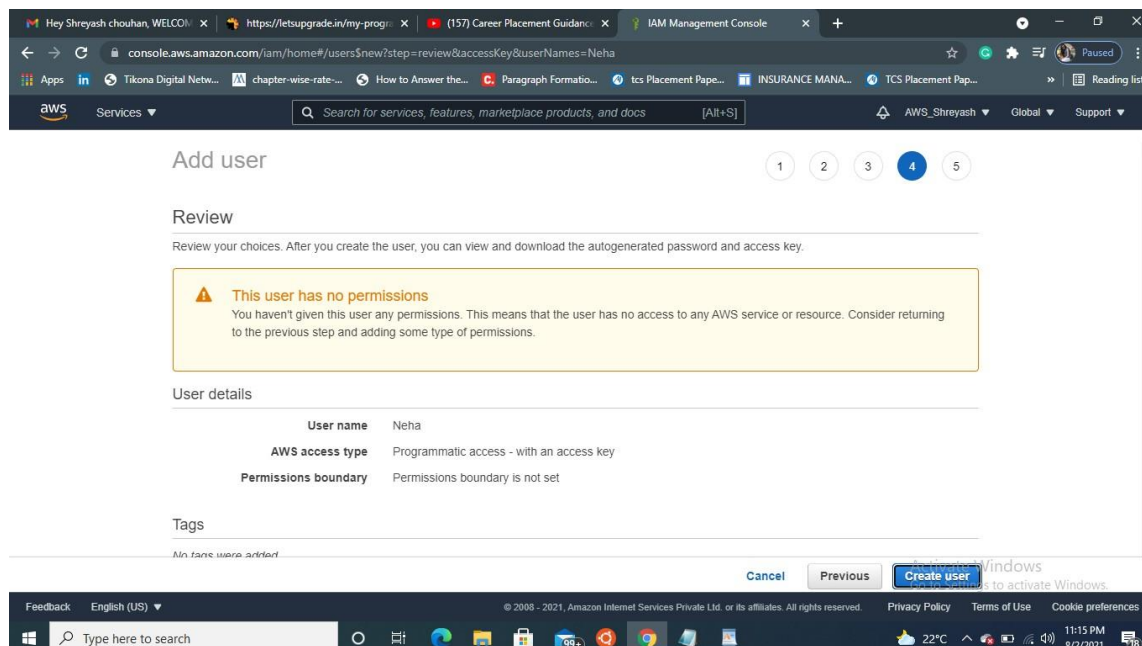 Hey Shreyash chouhan, WELCOM
https://letsupgrade.in/my-progra
(157) Career Placement Guidance
IAM Management Console
console.aws.amazon.com/iam/home#/users$new?step=review&accessKey&userNames=Neha
Paused
Apps
Tikona Digital Netw...
chapter-wise-rate-...
How to Answer the...
Paragraph Formatio...
tcs Placement Pape...
INSURANCE MANA...
TCS Placement Pap...
»
Reading list
aws
Services
Search for services, features, marketplace products, and docs
[Alt+S]
AWS_Shreyash
Global
Support
Add user
1 2 3 4 5
Review
Review your choices. After you create the user, you can view and download the autogenerated password and access key.
This user has no permissions
You haven't given this user any permissions. This means that the user has no access to any AWS service or resource. Consider returning
to the previous step and adding some type of permissions.
User details
User name Neha
AWS access type Programmatic access - with an access key
Permissions boundary Permissions boundary is not set
Tags
No tags were added
Cancel
Previous
Create user
Activate Windows
Go to Settings to activate Windows.
Feedback
English (US)
© 2008 - 2021, Amazon Internet Services Private Ltd. or its affiliates. All rights reserved.
Privacy Policy
Terms of Use
Cookie preferences
Type here to search
99+
22°C
11:15 PM
8/2/2021